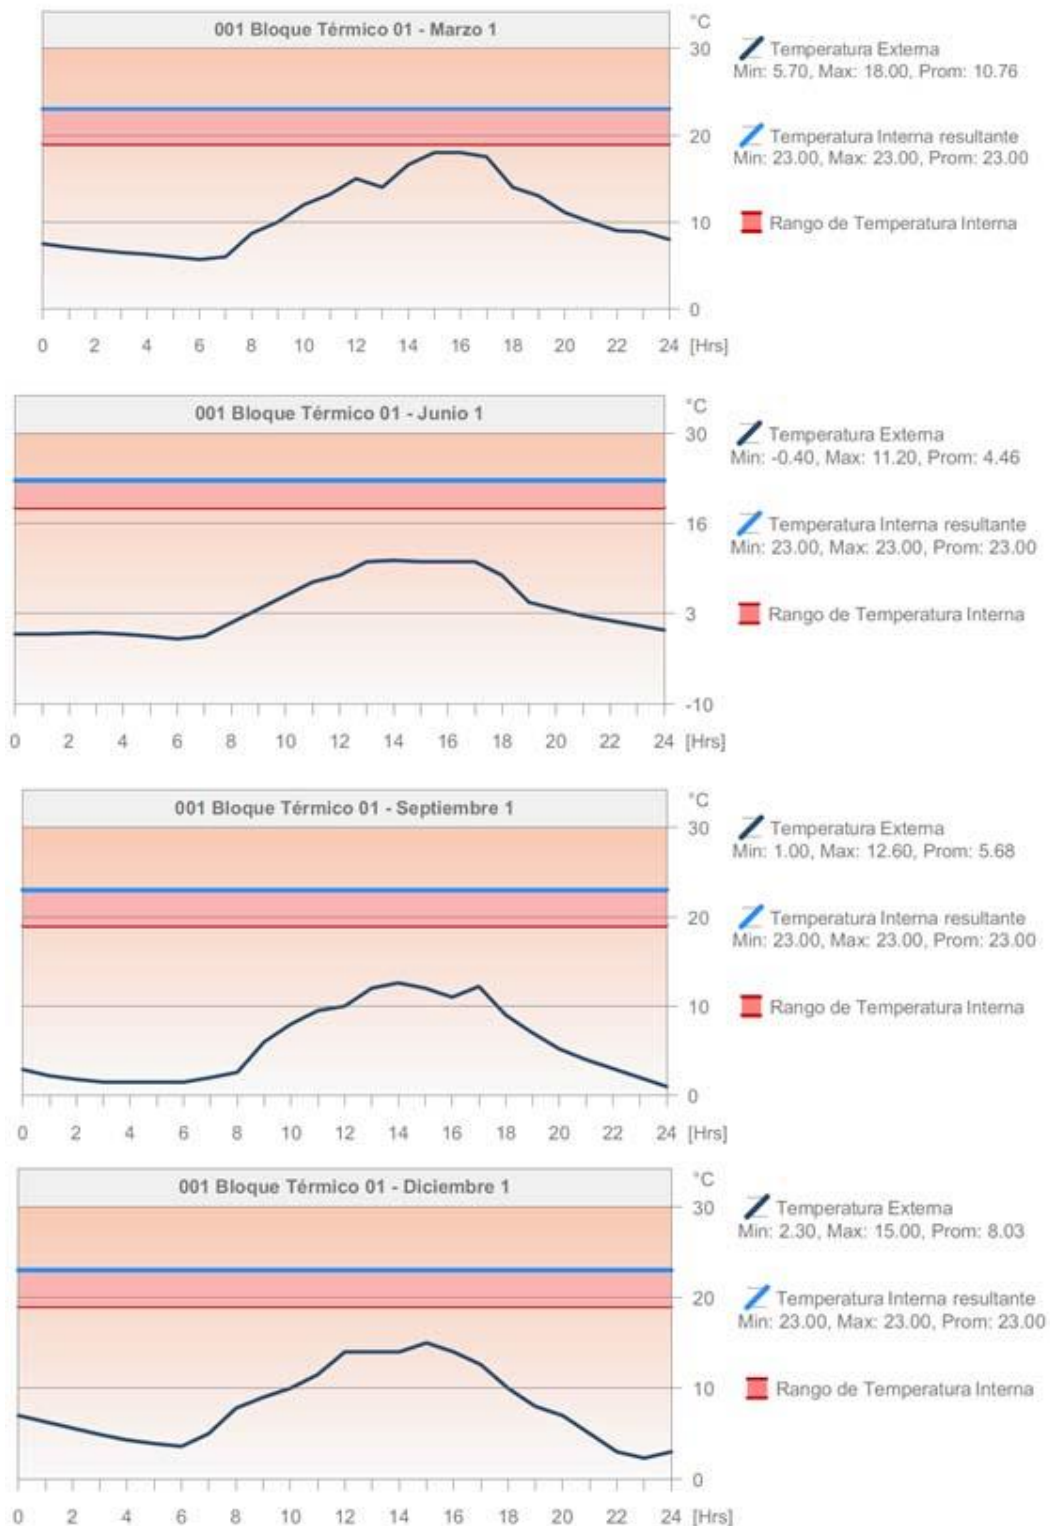 001 Bloque Térmico 01 - Marzo 1
°C
30
20
10
0
0 2 4 6 8 10 12 14 16 18 20 22 24 [Hrs]
Temperatura Externa
Min: 5.70, Max: 18.00, Prom: 10.76
Temperatura Interna resultante
Min: 23.00, Max: 23.00, Prom: 23.00
Rango de Temperatura Interna
001 Bloque Térmico 01 - Junio 1
°C
30
16
3
-10
0 2 4 6 8 10 12 14 16 18 20 22 24 [Hrs]
Temperatura Externa
Min: -0.40, Max: 11.20, Prom: 4.46
Temperatura Interna resultante
Min: 23.00, Max: 23.00, Prom: 23.00
Rango de Temperatura Interna
001 Bloque Térmico 01 - Septiembre 1
°C
30
20
10
0
0 2 4 6 8 10 12 14 16 18 20 22 24 [Hrs]
Temperatura Externa
Min: 1.00, Max: 12.60, Prom: 5.68
Temperatura Interna resultante
Min: 23.00, Max: 23.00, Prom: 23.00
Rango de Temperatura Interna
001 Bloque Térmico 01 - Diciembre 1
°C
30
20
10
0
0 2 4 6 8 10 12 14 16 18 20 22 24 [Hrs]
Temperatura Externa
Min: 2.30, Max: 15.00, Prom: 8.03
Temperatura Interna resultante
Min: 23.00, Max: 23.00, Prom: 23.00
Rango de Temperatura Interna